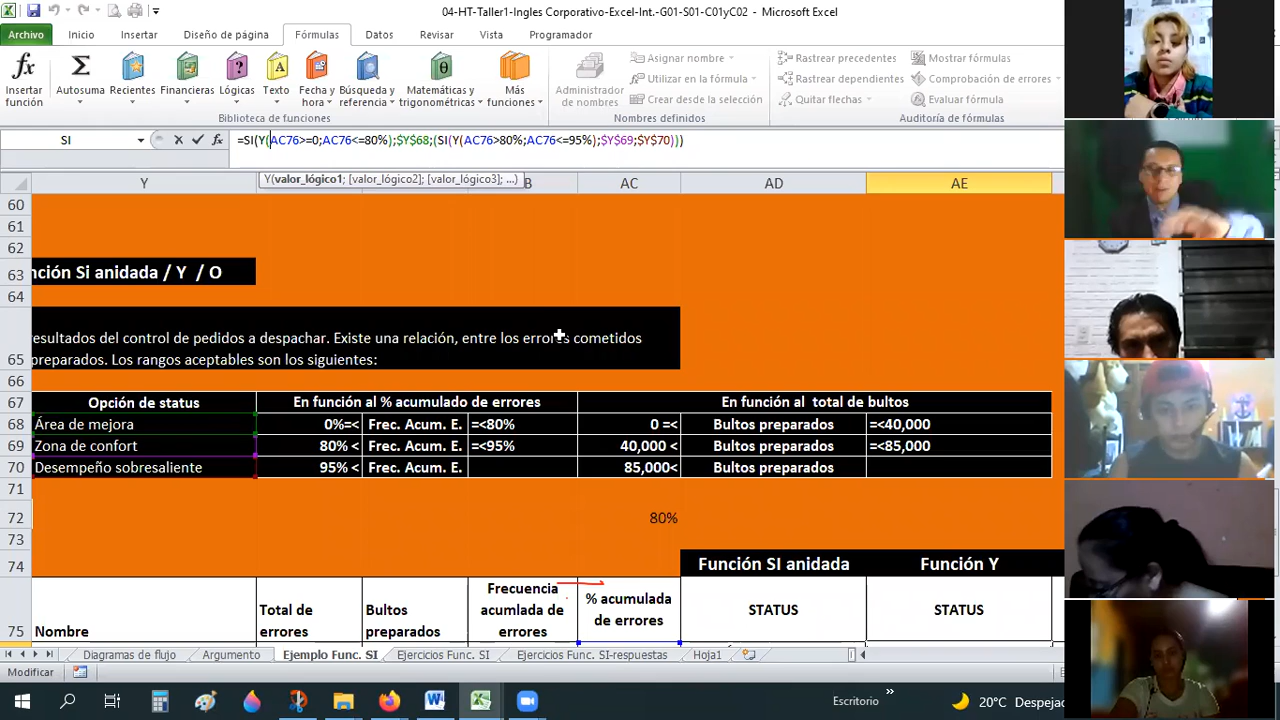 04-HT-Taller1-Ingles Corporativo-Excel-Int.-G01-S01-C01yC02 - Microsoft Excel
Archivo Inicio Insertar Diseño de página Fórmulas Datos Revisar Vista Programador
Insertar función
Autosuma
Recientes
Financieras
Lógicas
Texto
Fecha y hora
Búsqueda y referencia
Matemáticas y trigonométricas
Más funciones
Biblioteca de funciones
Administrador de nombres
Asignar nombre
Utilizar en la fórmula
Crear desde la selección
Nombres definidos
Rastrear precedentes
Rastrear dependientes
Quitar flechas
Mostrar fórmulas
Comprobación de errores
Evaluar fórmula
Auditoría de fórmulas
SI
=SI(Y(AC76>=0;AC76<=80%);$Y$68;(SI(Y(AC76>80%;AC76<=95%);$Y$69;$Y$70)))
Y(valor_lógico1; [valor_lógico2]; [valor_lógico3]; ...)
Y B AC AD AE
60
61
62
63 nción Si anidada / Y / O
64
65 resultados del control de pedidos a despachar. Existe una relación, entre los errores cometidos
preparados. Los rangos aceptables son los siguientes:
66
67 Opción de status En función al % acumulado de errores En función al total de bultos
68 Área de mejora 0%=< Frec. Acum. E. =<80% 0 =< Bultos preparados =<40,000
69 Zona de confort 80% < Frec. Acum. E. =<95% 40,000 < Bultos preparados =<85,000
70 Desempeño sobresaliente 95% < Frec. Acum. E. 85,000< Bultos preparados
71
72 80%
73
74 Función SI anidada Función Y
75 Nombre Total de errores Bultos preparados Frecuencia acumlada de errores % acumulada de errores STATUS STATUS
Diagramas de flujo Argumento Ejemplo Func. SI Ejercicios Func. SI Ejercicios Func. SI-respuestas Hoja1
Modificar
Escritorio » 20°C Despejad